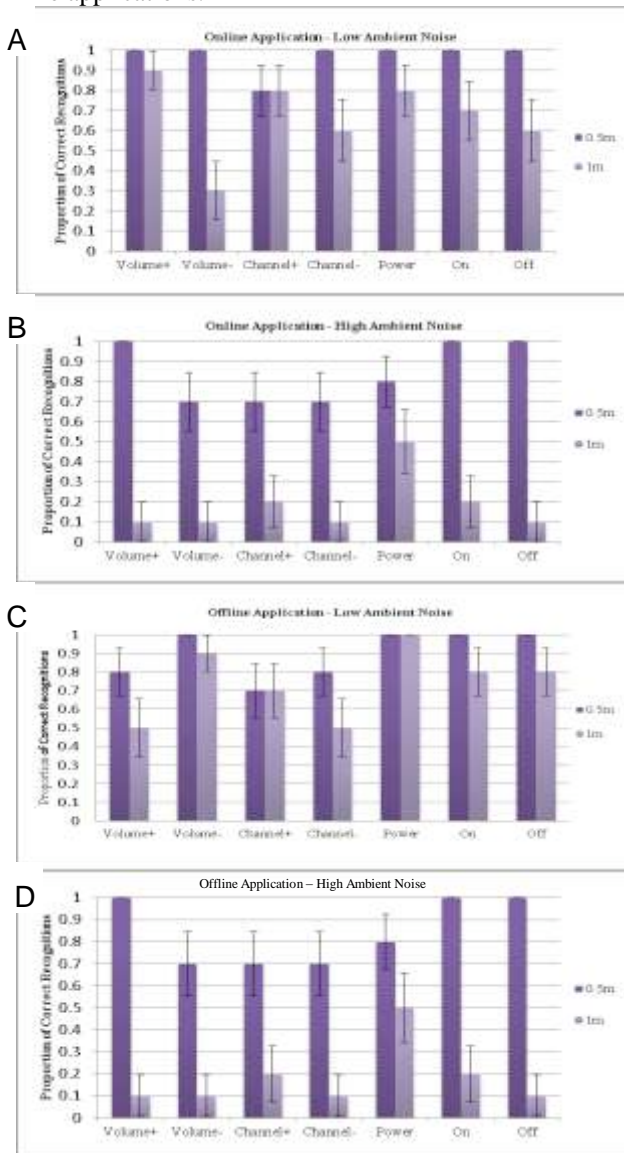 A
Online Application - Low Ambient Noise
Proportion of Correct Recognitions
1
0.9
0.8
0.7
0.6
0.5
0.4
0.3
0.2
0.1
0
Volume+ Volume- Channel+ Channel- Power On Off
0.5m
1m
B
Online Application - High Ambient Noise
Proportion of Correct Recognitions
1
0.9
0.8
0.7
0.6
0.5
0.4
0.3
0.2
0.1
0
Volume+ Volume- Channel+ Channel- Power On Off
0.5m
1m
C
Offline Application - Low Ambient Noise
Proportion of Correct Recognitions
1
0.9
0.8
0.7
0.6
0.5
0.4
0.3
0.2
0.1
0
Volume+ Volume- Channel+ Channel- Power On Off
0.5m
1m
D
Offline Application – High Ambient Noise
Proportion of Correct Recognitions
1
0.9
0.8
0.7
0.6
0.5
0.4
0.3
0.2
0.1
0
Volume+ Volume- Channel+ Channel- Power On Off
0.5m
1m